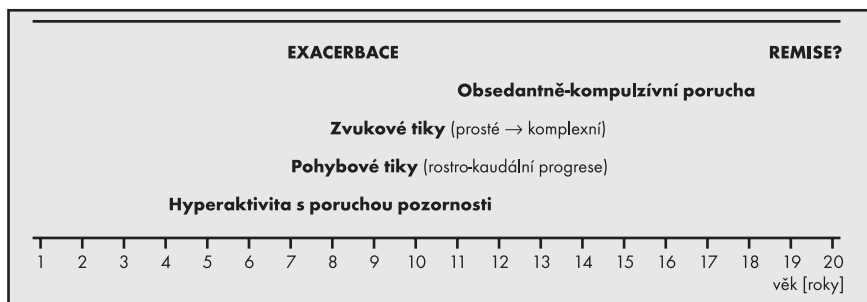 EXACERBACE REMISE?
Obsedantně-kompulzívní porucha
Zvukové tiky (prosté → komplexní)
Pohybové tiky (rostro-kaudální progrese)
Hyperaktivita s poruchou pozornosti
1 2 3 4 5 6 7 8 9 10 11 12 13 14 15 16 17 18 19 20
věk [roky]